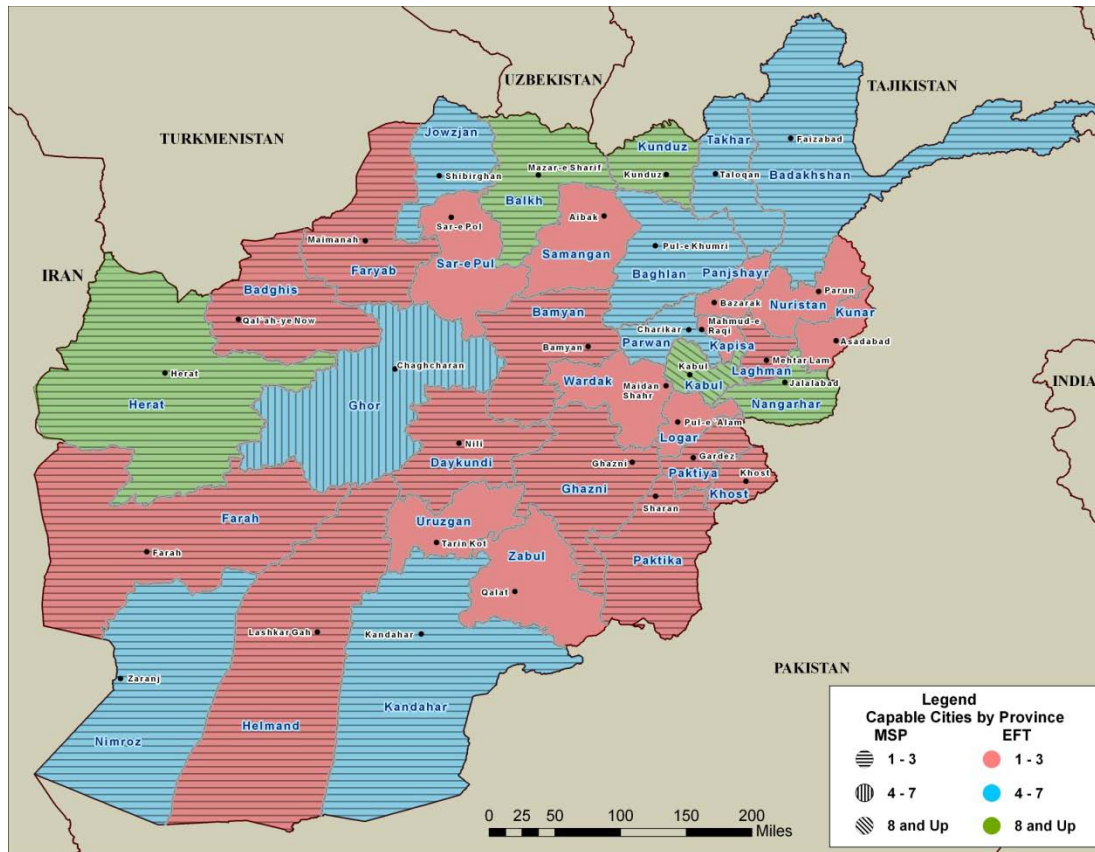 UZBEKISTAN
TAJIKISTAN
TURKMENISTAN
Jowzjan
Kunduz
Takhar
Faizabad
Mazar-e Sharif
Shibirghan
Kunduz
Taloqan
Badakhshan
Balkh
Sar-e Pol
Aibak
Maimanah
Pul-e Khumri
Samangan
Sar-e Pul
IRAN
Faryab
Baghlan
Panjshayr
Badghis
Parun
Nuristan
Bazarak
Kunar
Bamyan
Qal'ah-ye Now
Mahmud-e
Raqi
Charikar
Asadabad
Parwan
Kapisa
Bamyan
Mehtar Lam
Chaghcharan
Laghman
Herat
Kabul
Jalalabad
INDIA
Wardak
Maidan
Shahr
Kabul
Herat
Ghor
Nangarhar
Pul-e 'Alam
Logar
Nili
Gardez
Daykundi
Ghazni
Paktiya
Khost
Ghazni
Khost
Sharan
Farah
Uruzgan
Tarin Kot
Farah
Zabul
Paktika
Qalat
Lashkar Gah
Kandahar
PAKISTAN
Zaranj
Kandahar
Helmand
Nimroz
Legend
Capable Cities by Province
MSP EFT
1 - 3 1 - 3
4 - 7 4 - 7
8 and Up 8 and Up
0 25 50 100 150 200
Miles